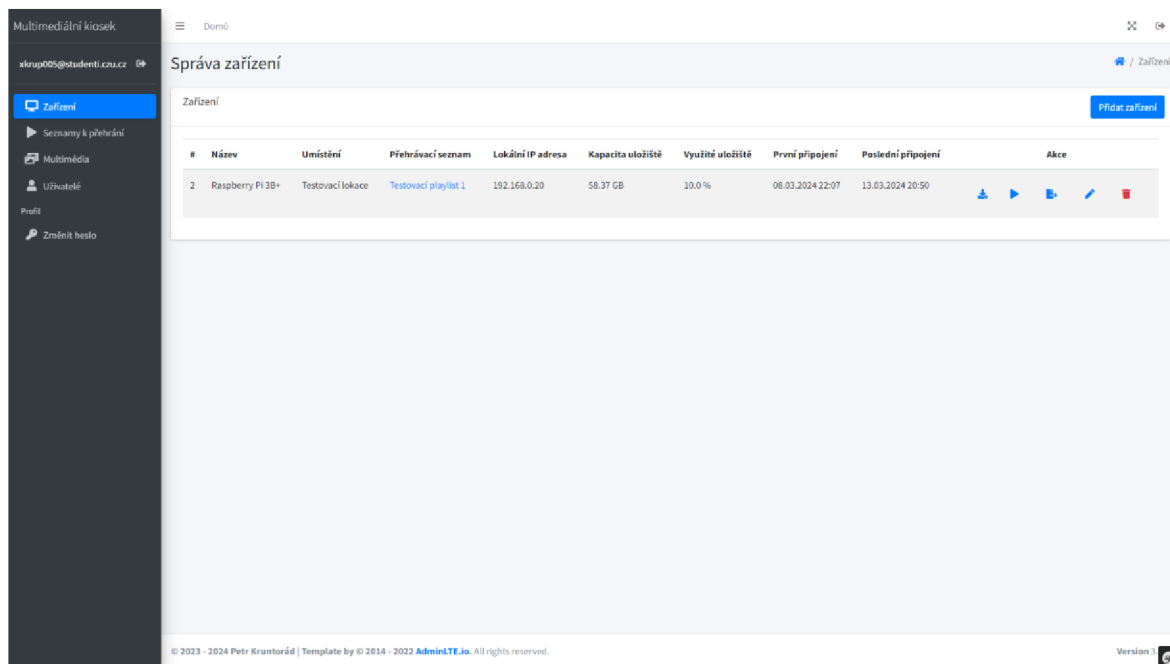 Multimediální kiosek
Domů
xkrup005@studenti.czu.cz
Správa zařízení
/ Zařízení
Zařízení
Seznamy k přehrání
Multimédia
Uživatelé
Profil
Změnit heslo
Zařízení
Přidat zařízení
# Název Umístění Přehrávací seznam Lokální IP adresa Kapacita uložiště Využité uložiště První připojení Poslední připojení Akce
2 Raspberry Pi 3B+ Testovací lokace Testovací playlist 1 192.168.0.20 58.37 GB 10.0 % 08.03.2024 22:07 13.03.2024 20:50
© 2023 - 2024 Petr Kruntorád | Template by © 2014 - 2022 AdminLTE.io. All rights reserved.
Version 3.